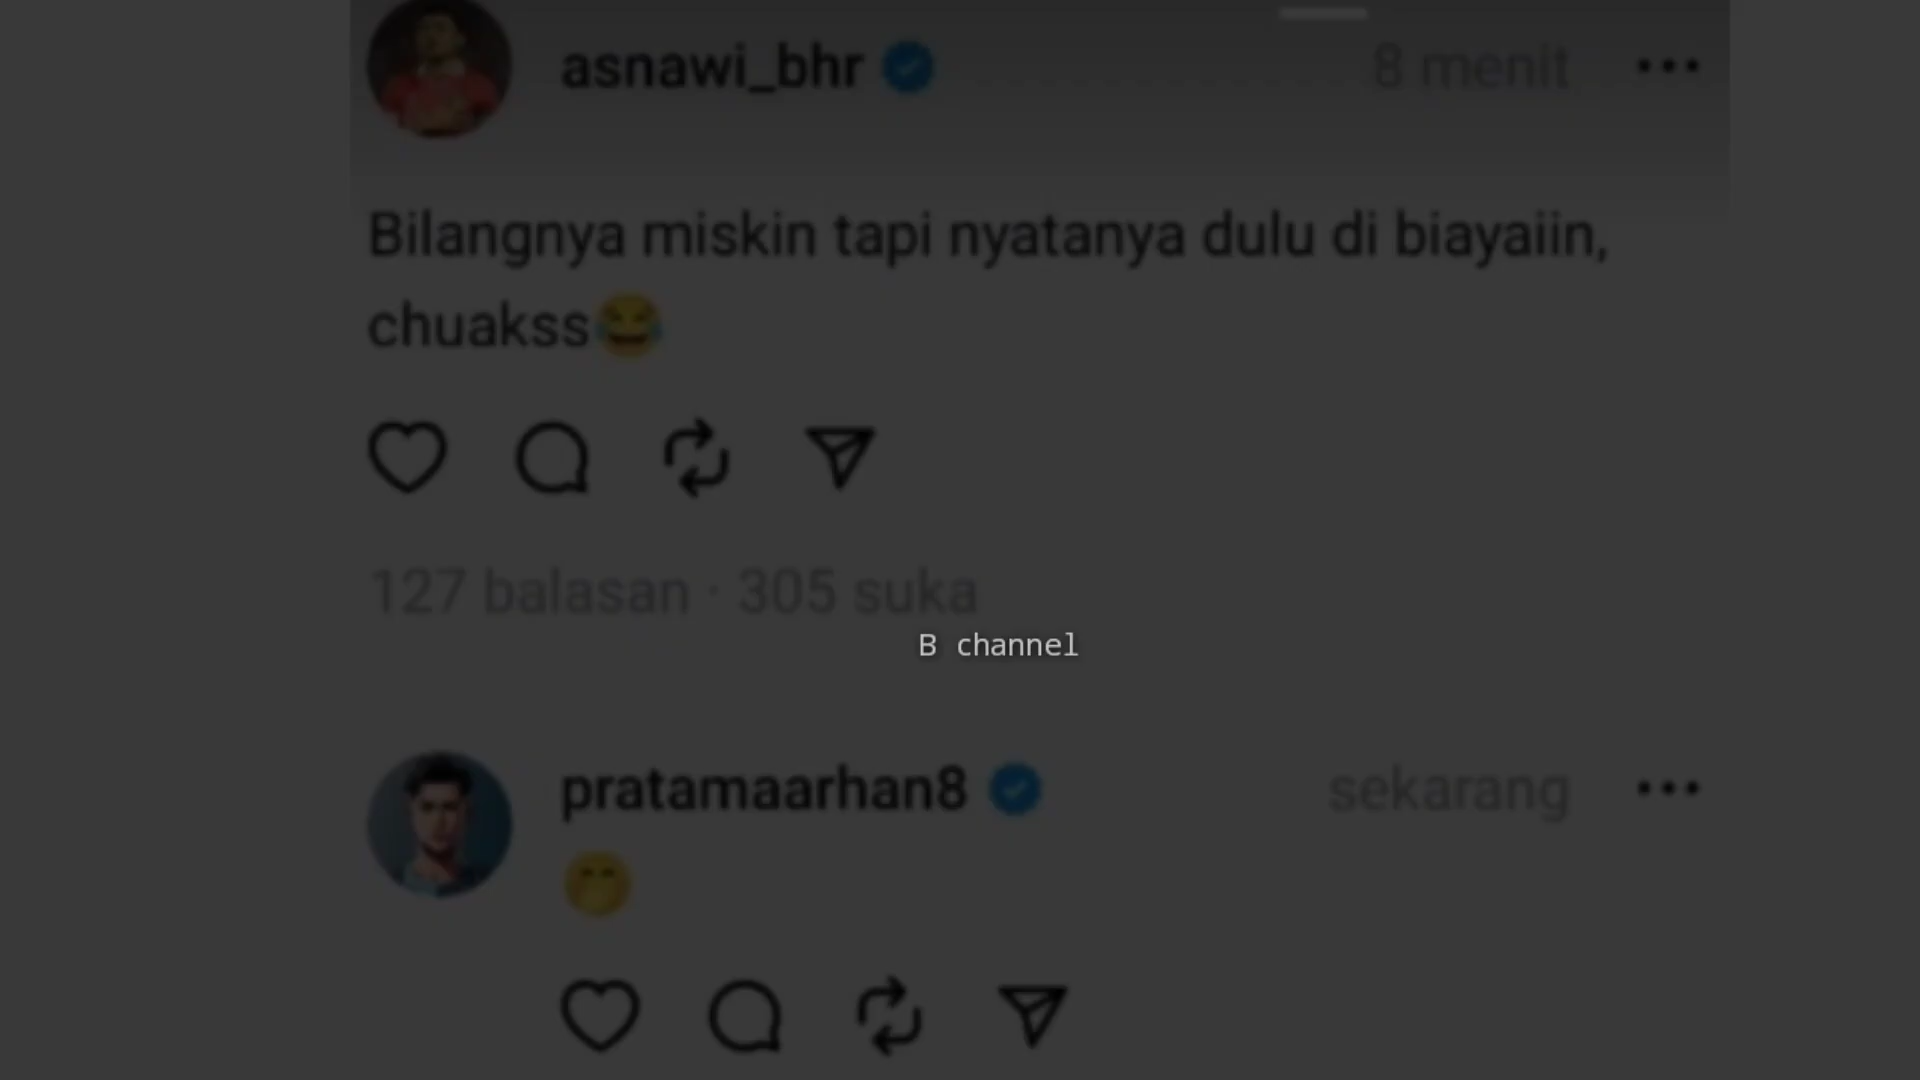 asnawi_bhr 8 menit
Bilangnya miskin tapi nyatanya dulu di biayaiin,
chuakss😂
127 balasan · 305 suka
B channel
pratamaarhan8 sekarang
🤭